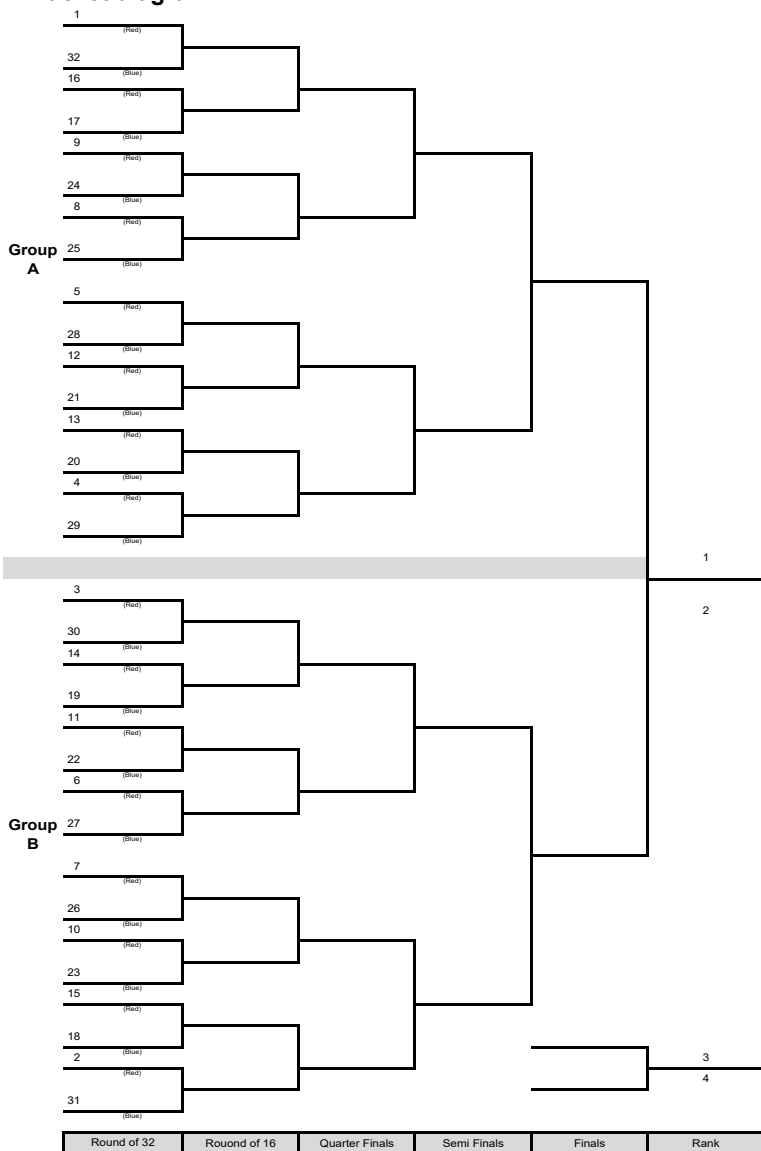 1
(Red)
32
(Blue)
16
(Red)
17
(Blue)
9
(Red)
24
(Blue)
8
(Red)
Group A
25
(Blue)
5
(Red)
28
(Blue)
12
(Red)
21
(Blue)
13
(Red)
20
(Blue)
4
(Red)
29
(Blue)
1
3
(Red)
2
30
(Blue)
14
(Red)
19
(Blue)
11
(Red)
22
(Blue)
6
(Red)
Group B
27
(Blue)
7
(Red)
26
(Blue)
10
(Red)
23
(Blue)
15
(Red)
18
(Blue)
2
3
(Red)
4
31
(Blue)
Round of 32 Rouond of 16 Quarter Finals Semi Finals Finals Rank